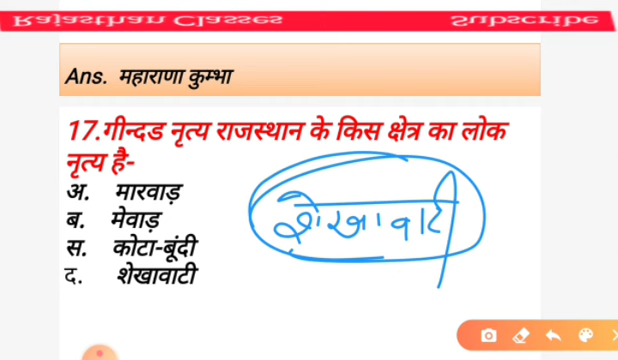 Rajasthan Classes Subscribe
Ans. महाराणा कुम्भा
17.गीन्दड नृत्य राजस्थान के किस क्षेत्र का लोक
नृत्य है-
अ. मारवाड़
ब. मेवाड़
स. कोटा-बूंदी
द. शेखावाटी
शेखावाटी